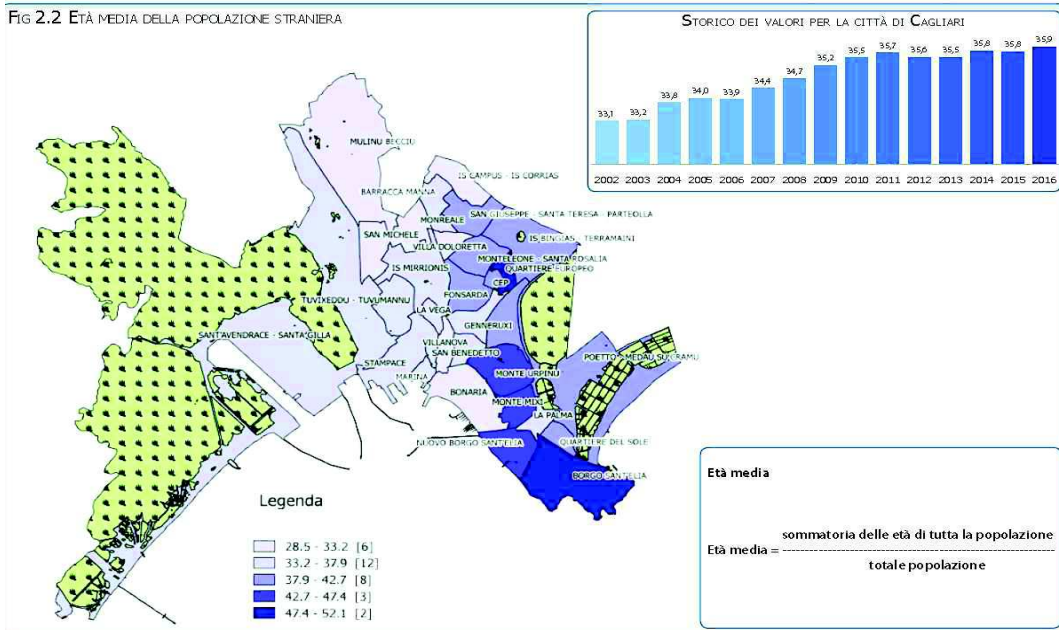 FIG 2.2 ETÀ MEDIA DELLA POPOLAZIONE STRANIERA
STORICO DEI VALORI PER LA CITTÀ DI CAGLIARI
33,1 33,2 33,8 34,0 33,9 34,4 34,7 35,2 35,5 35,7 35,6 35,5 35,8 35,8 35,9
2002 2003 2004 2005 2006 2007 2008 2009 2010 2011 2012 2013 2014 2015 2016
MULINU BECCIU
IS CAMPUS - IS CORRIAS
BARRACCA MANNA
SAN GIUSEPPE - SANTA TERESA - PARTEOLLA
MONREALE
SAN MICHELE
IS BINGIAS - TERRAMAINI
VILLA DOLORETTA
MONTELEONE - SANTA ROSALIA
IS MIRRIONIS
QUARTIERE EUROPEO
CEP
FONSARDA
TUVIXEDDU - TUVUMANNU
LA VEGA
GENNERUXI
SANT'AVENDRACE - SANTA GILLA
VILLANOVA
SAN BENEDETTO
STAMPACE
POETTO - MEDAU SU CRAMU
MARINA
MONTE URPINU
BONARIA
MONTE MIXI
LA PALMA
NUOVO BORGO SANT'ELIA
QUARTIERE DEL SOLE
BORGO SANT'ELIA
Legenda
28.5 - 33.2 [6]
33.2 - 37.9 [12]
37.9 - 42.7 [8]
42.7 - 47.4 [3]
47.4 - 52.1 [2]
Età media
sommatoria delle età di tutta la popolazione
Età media =
totale popolazione